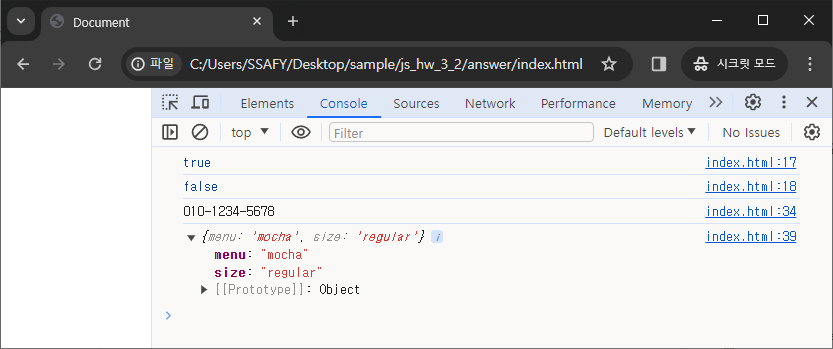 Document
파일 C:/Users/SSAFY/Desktop/sample/js_hw_3_2/answer/index.html 시크릿 모드
Elements Console Sources Network Performance Memory
top Filter Default levels No Issues
true index.html:17
false index.html:18
010-1234-5678 index.html:34
{menu: 'mocha', size: 'regular'} i index.html:39
menu: "mocha"
size: "regular"
[[Prototype]]: Object